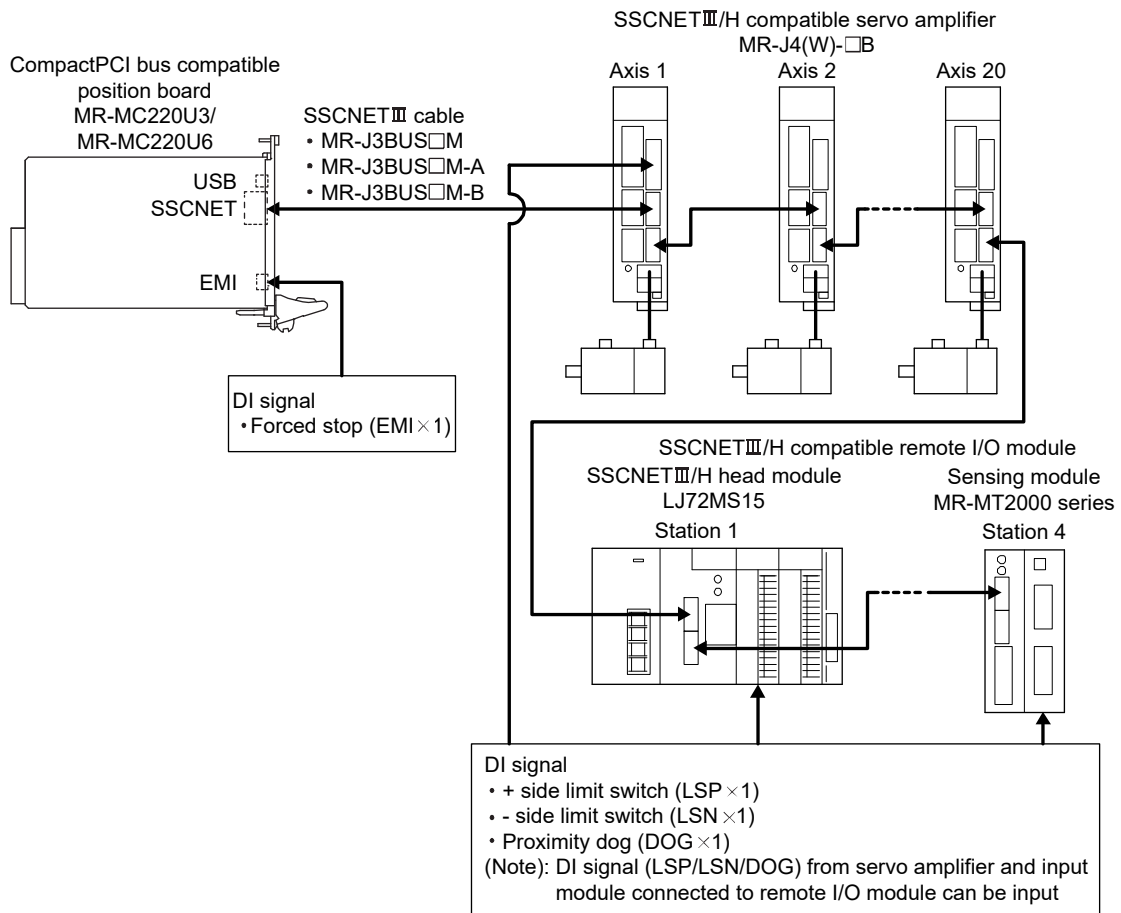 SSCNETⅢ/H compatible servo amplifier
MR-J4(W)-□B
Axis 1
Axis 2
Axis 20
CompactPCI bus compatible
position board
MR-MC220U3/
MR-MC220U6
SSCNETⅢ cable
・MR-J3BUS□M
・MR-J3BUS□M-A
・MR-J3BUS□M-B
USB
SSCNET
EMI
DI signal
・Forced stop (EMI×1)
SSCNETⅢ/H compatible remote I/O module
SSCNETⅢ/H head module
LJ72MS15
Station 1
Sensing module
MR-MT2000 series
Station 4
DI signal
・+ side limit switch (LSP×1)
・- side limit switch (LSN×1)
・Proximity dog (DOG×1)
(Note): DI signal (LSP/LSN/DOG) from servo amplifier and input
module connected to remote I/O module can be input